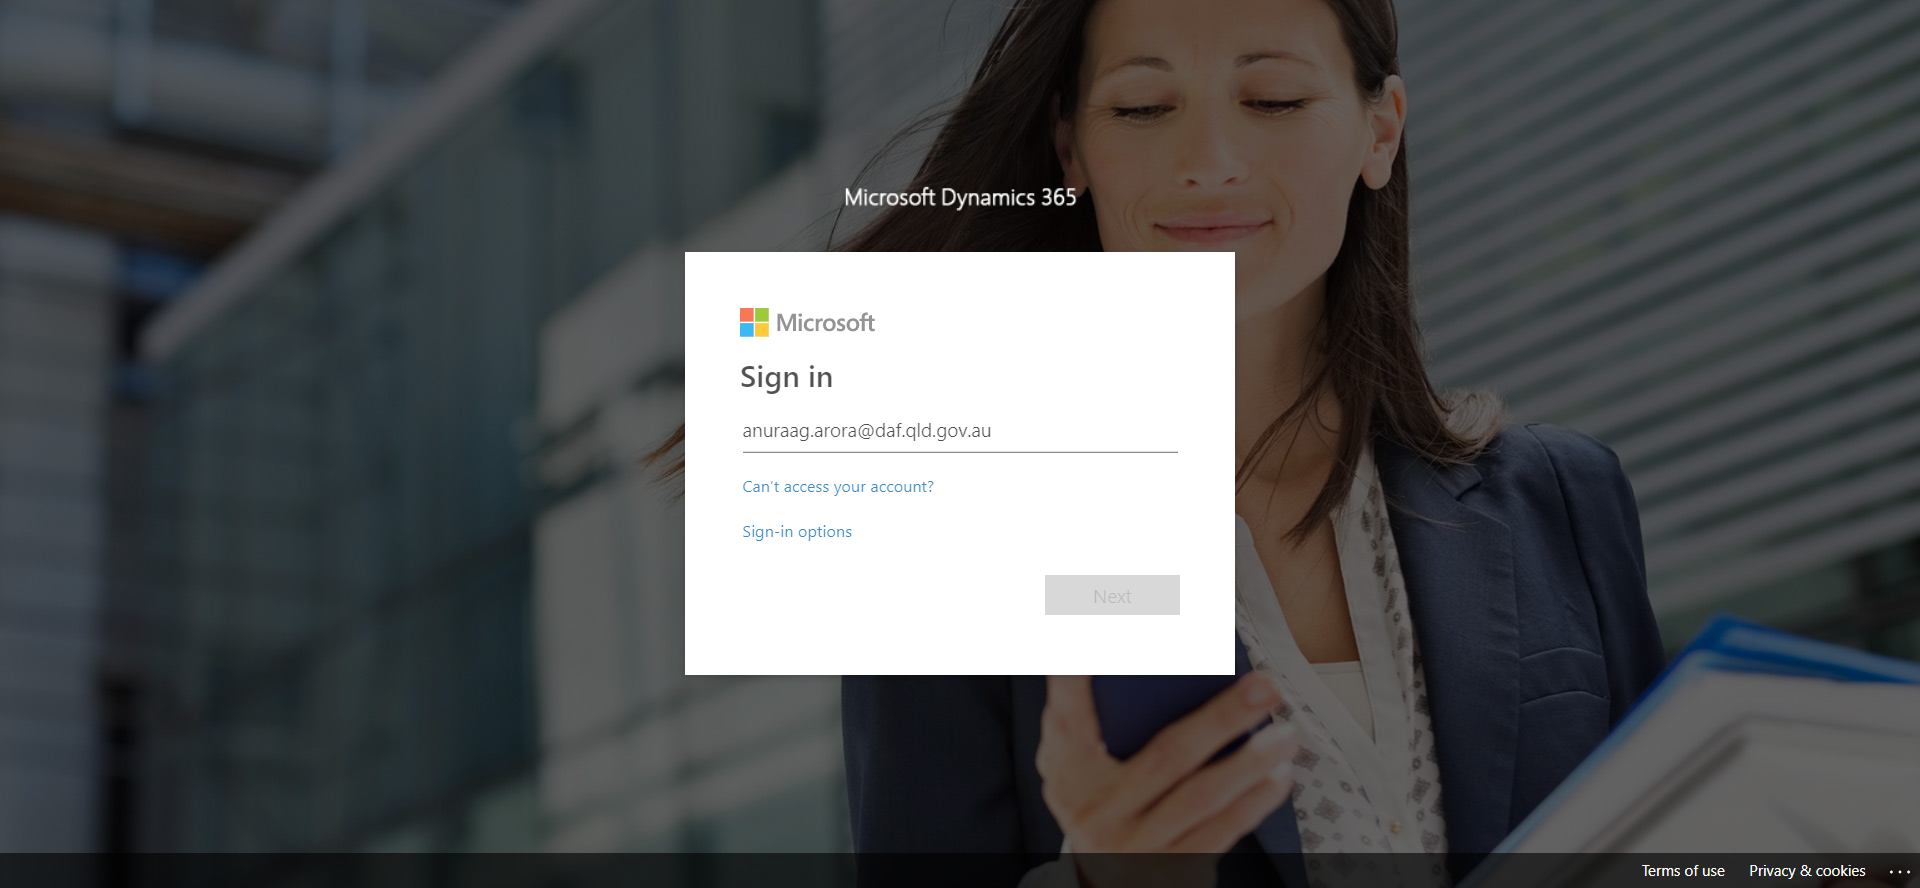 Microsoft Dynamics 365
Microsoft
Sign in
anuraag.arora@daf.qld.gov.au
Can't access your account?
Sign-in options
Next
Terms of use
Privacy & cookies
...